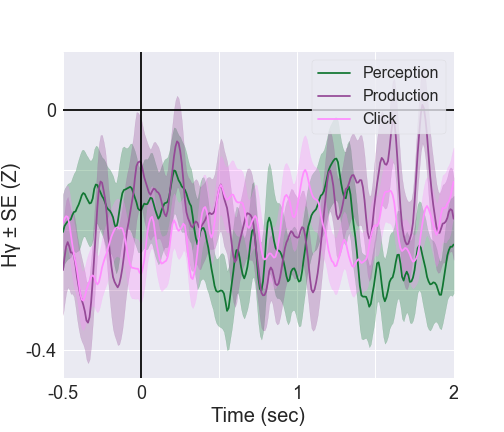 Perception
Production
Click
Hγ ± SE (Z)
0
-0.4
-0.5
0
1
2
Time (sec)